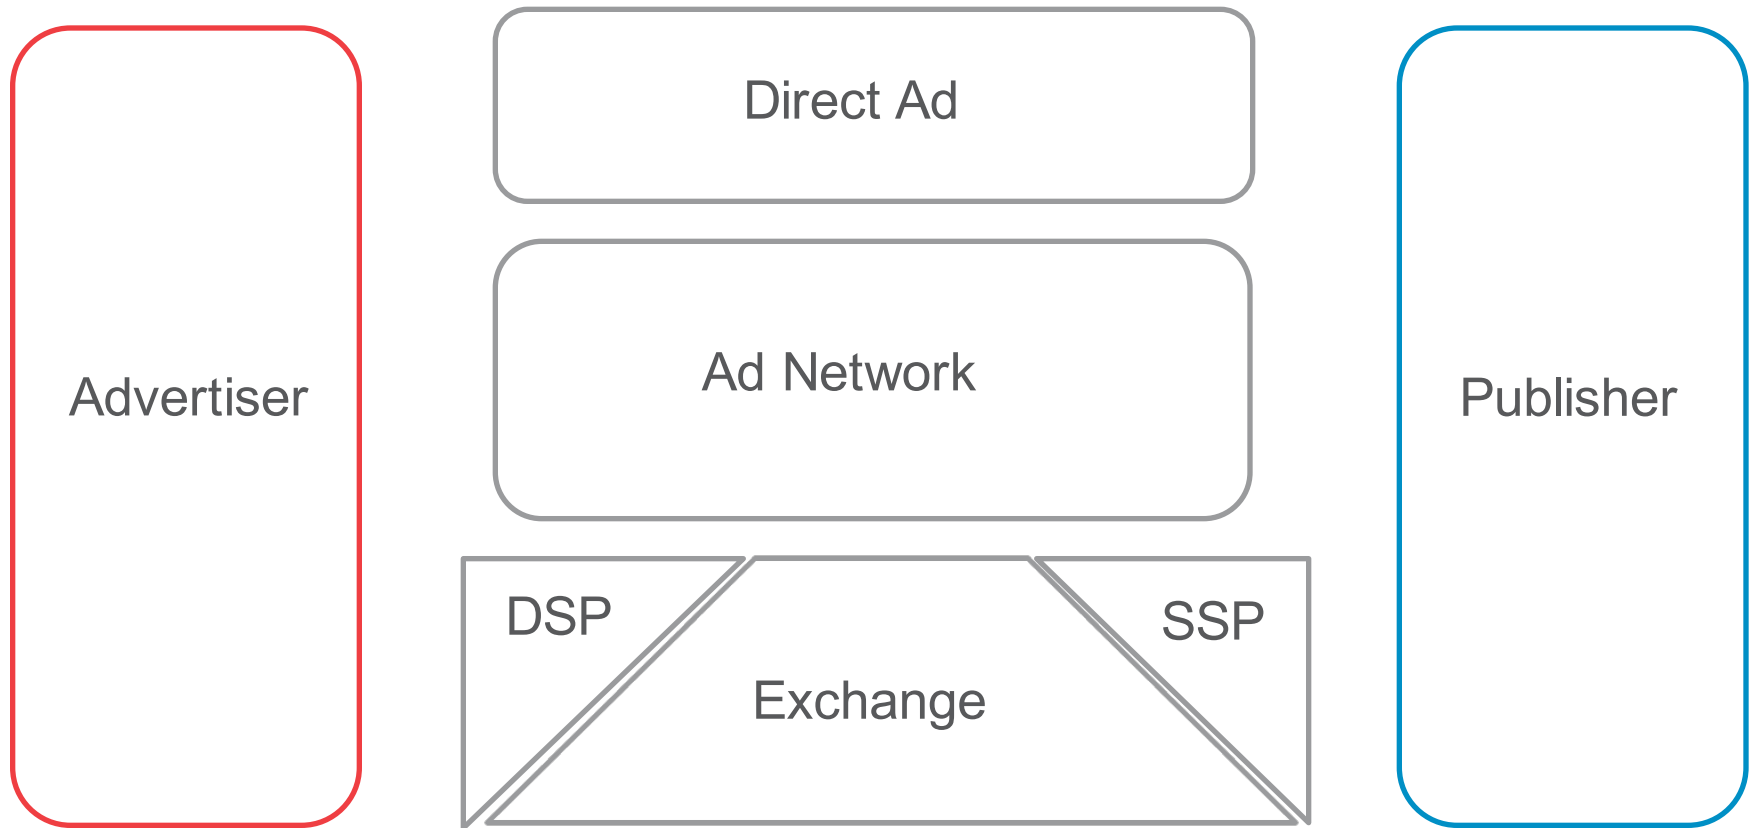 Direct Ad
Advertiser
Ad Network
Publisher
DSP
SSP
Exchange